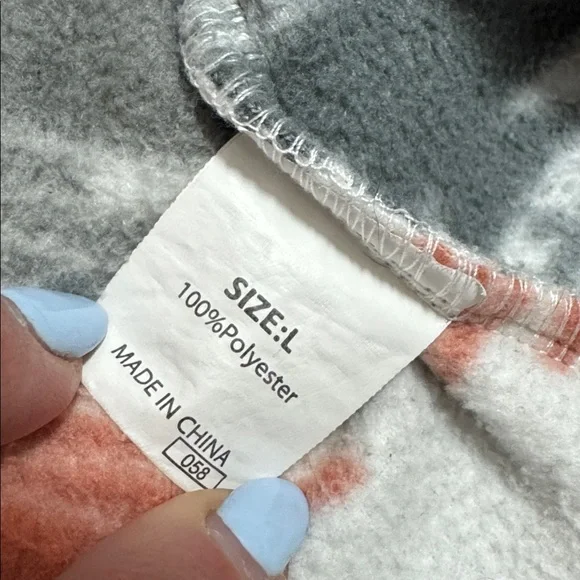 SIZE:L
100%Polyester
MADE IN CHINA
058